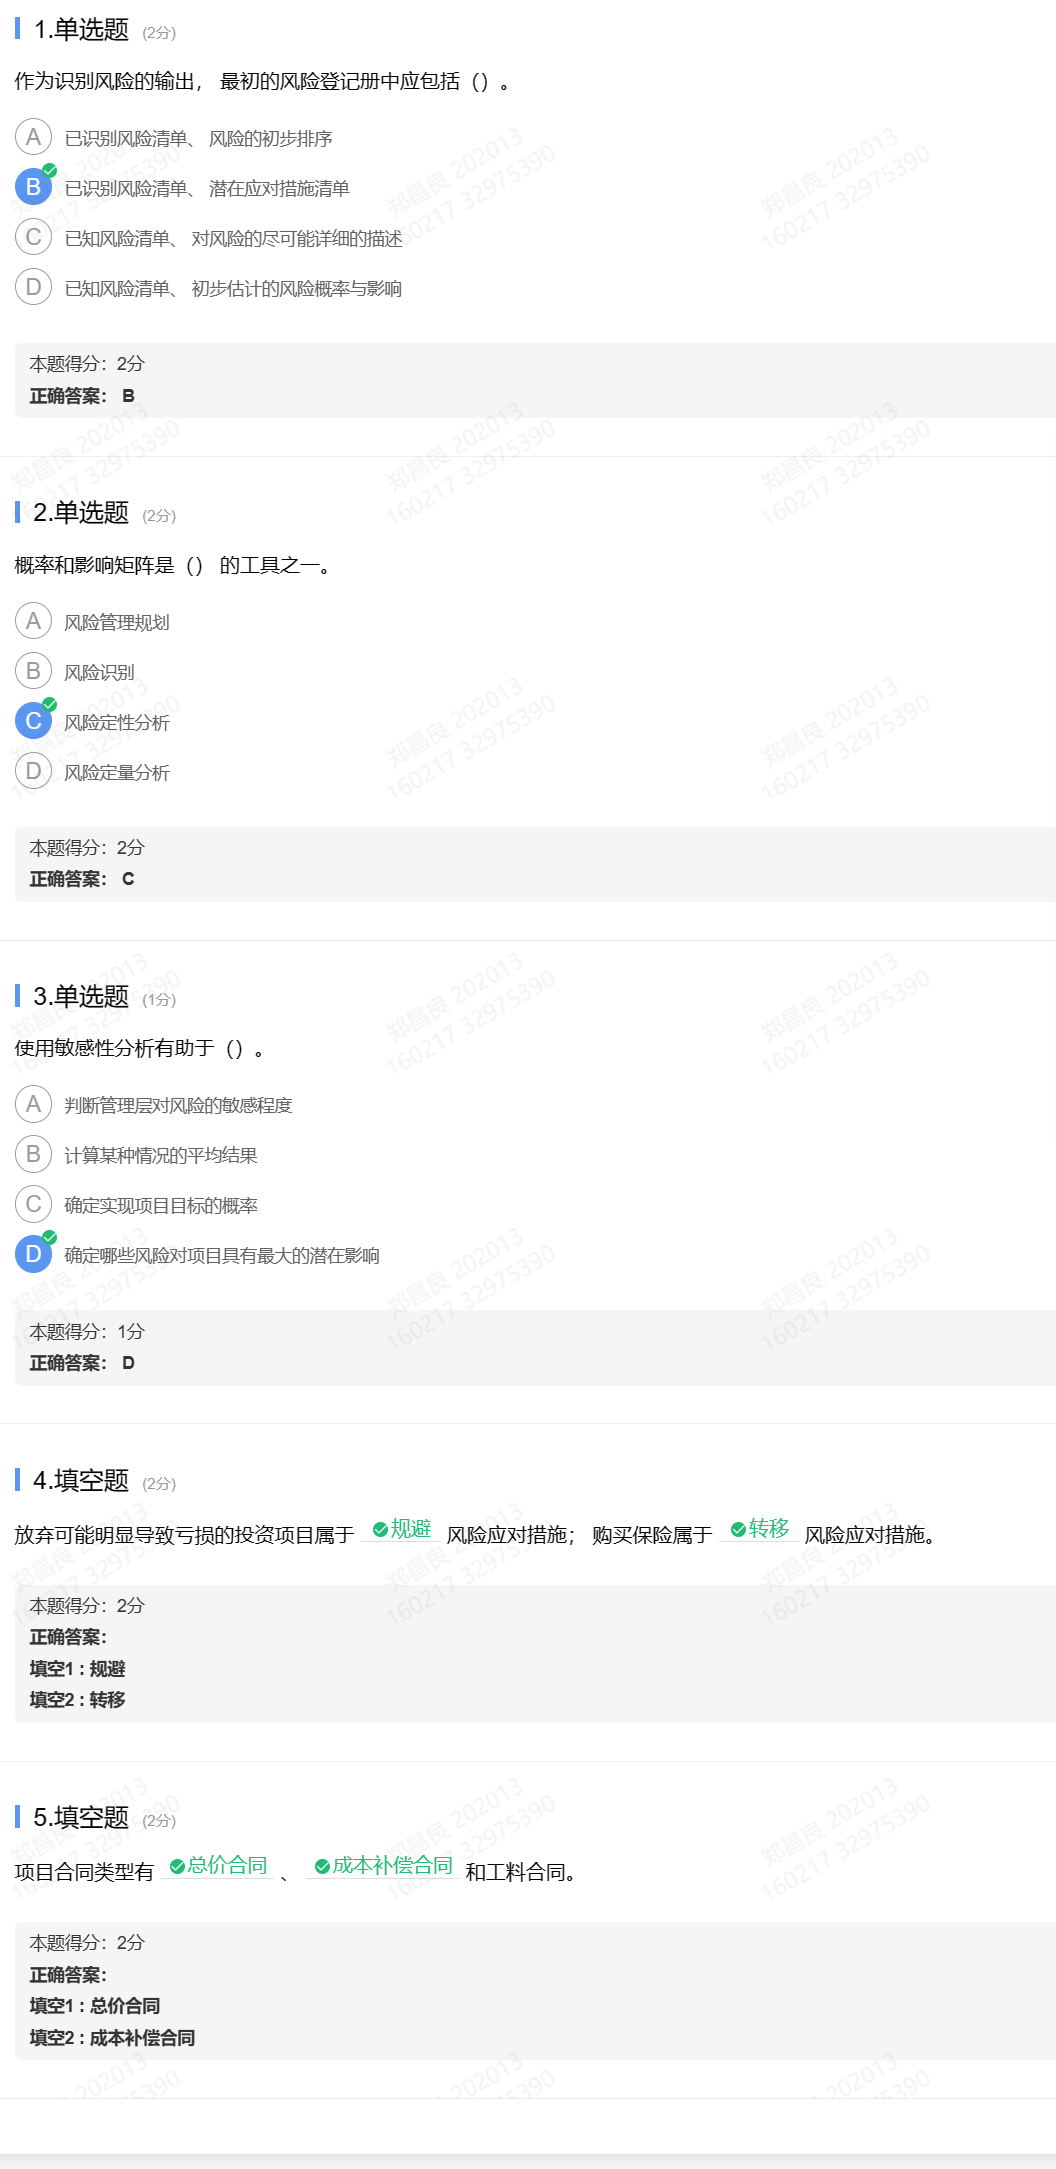 1.单选题 (2分)
作为识别风险的输出， 最初的风险登记册中应包括（）。
A 已识别风险清单、 风险的初步排序
B 已识别风险清单、 潜在应对措施清单
C 已知风险清单、 对风险的尽可能详细的描述
D 已知风险清单、 初步估计的风险概率与影响
本题得分：2分
正确答案： B
2.单选题 (2分)
概率和影响矩阵是（） 的工具之一。
A 风险管理规划
B 风险识别
C 风险定性分析
D 风险定量分析
本题得分：2分
正确答案： C
3.单选题 (1分)
使用敏感性分析有助于（）。
A 判断管理层对风险的敏感程度
B 计算某种情况的平均结果
C 确定实现项目目标的概率
D 确定哪些风险对项目具有最大的潜在影响
本题得分：1分
正确答案： D
4.填空题 (2分)
放弃可能明显导致亏损的投资项目属于 规避 风险应对措施； 购买保险属于 转移 风险应对措施。
本题得分：2分
正确答案：
填空1 : 规避
填空2 : 转移
5.填空题 (2分)
项目合同类型有 总价合同 、 成本补偿合同 和工料合同。
本题得分：2分
正确答案：
填空1 : 总价合同
填空2 : 成本补偿合同
郑昌良 202013
160217 32975390